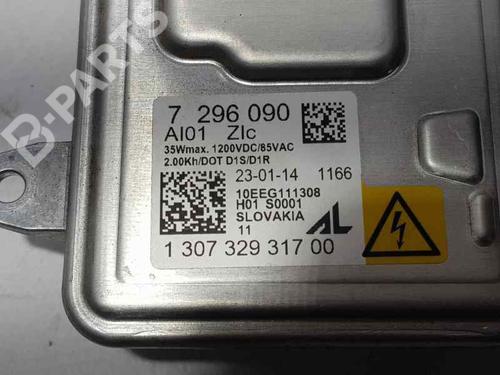 B-PARTS
7 296 090
AI01 ZIc
35Wmax. 1200VDC/85VAC
2.00Kh/DOT D1S/D1R
23-01-14 1166
10EEG111308
H01 S0001
SLOVAKIA
11
AL
1 307 329 317 00